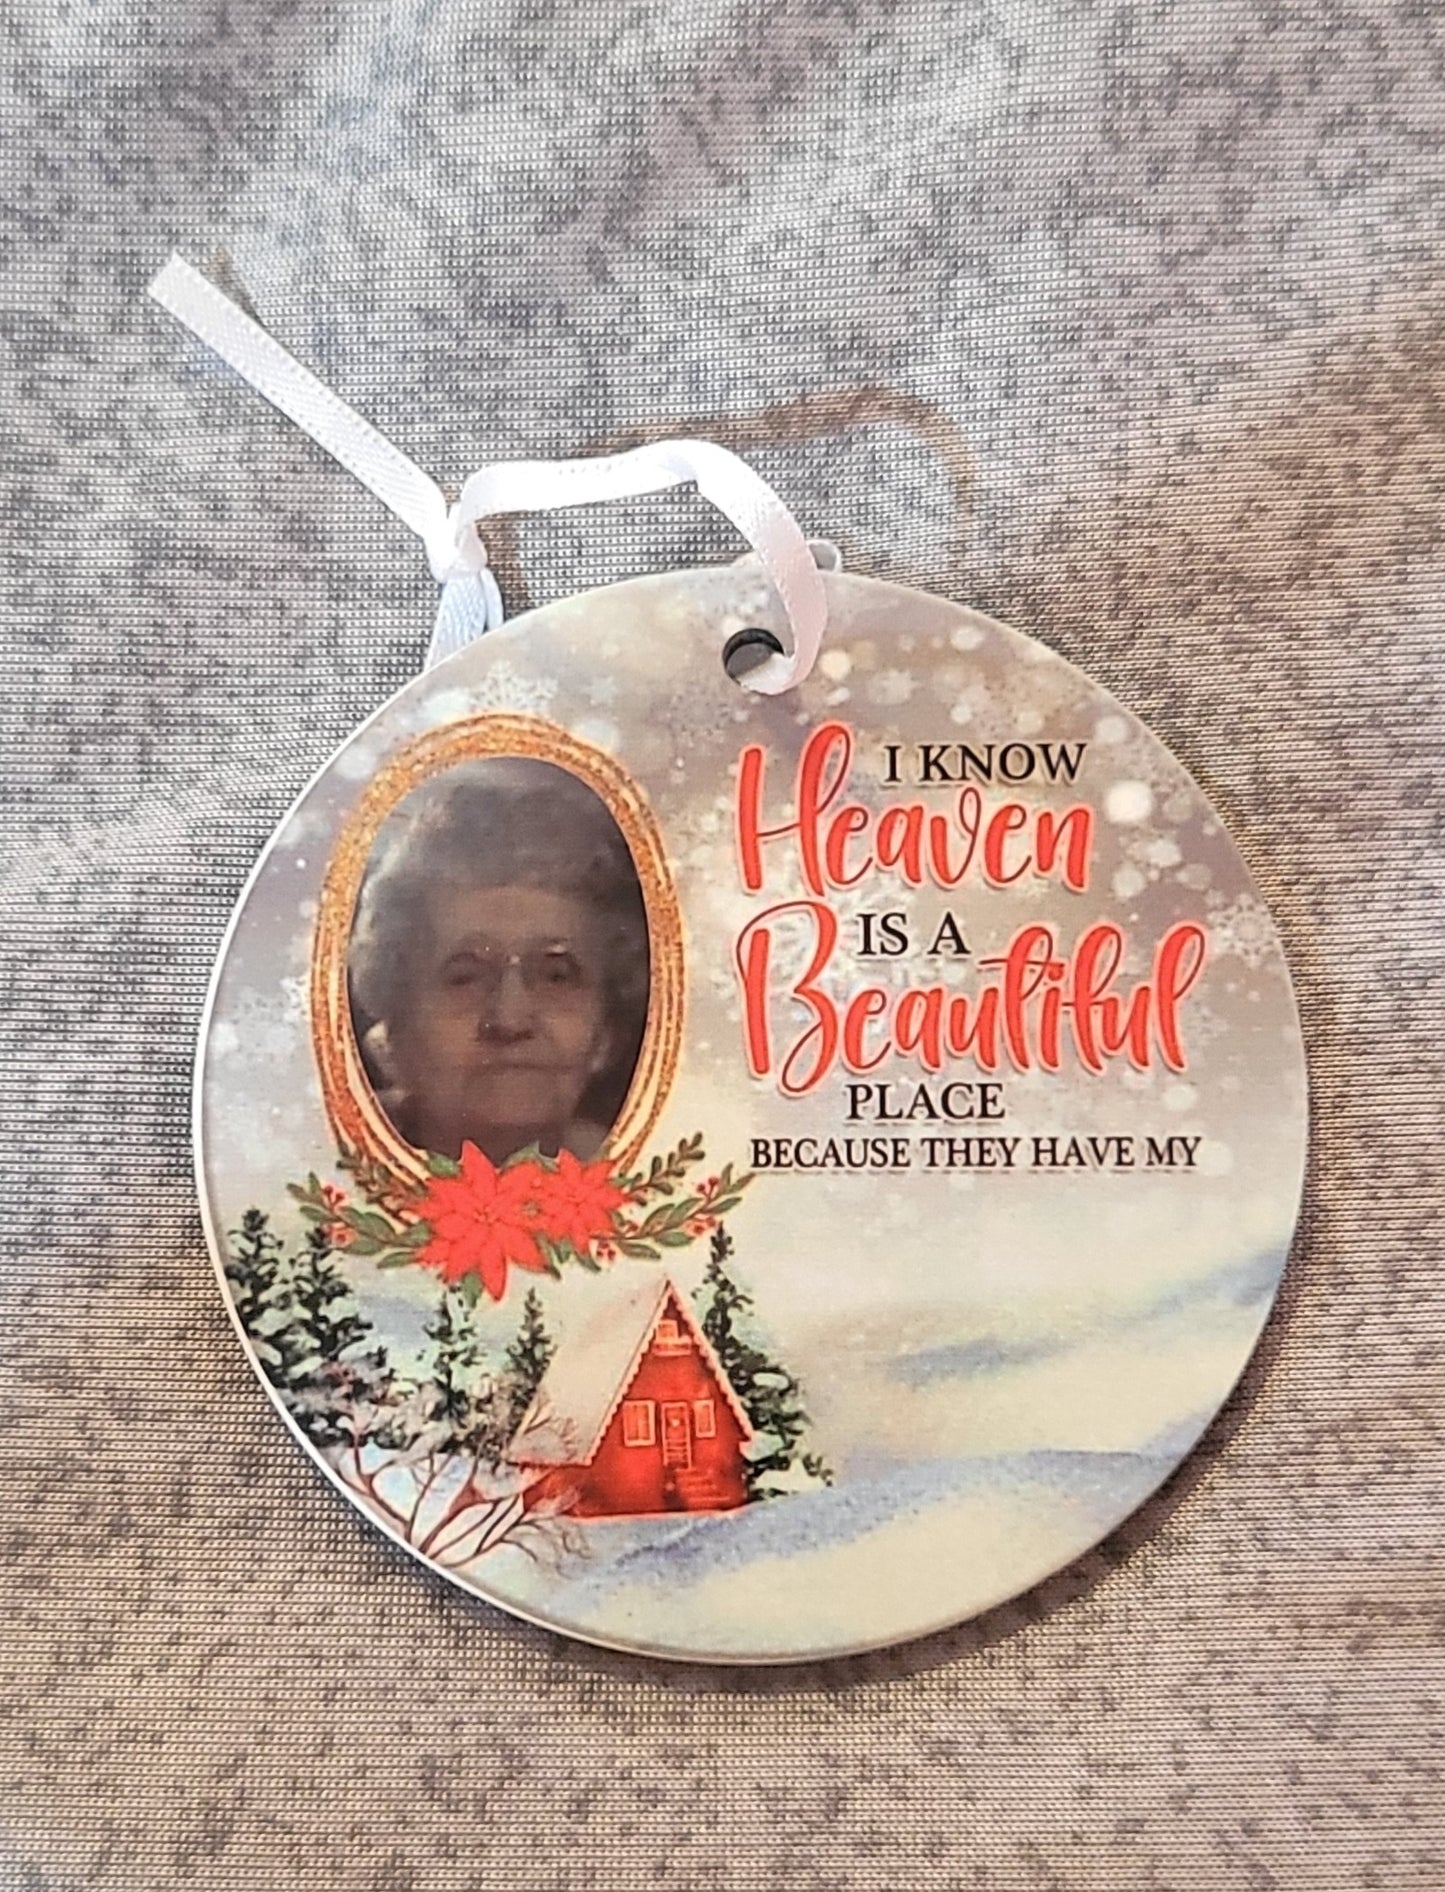 I KNOW
Heaven
IS A
Beautiful
PLACE
BECAUSE THEY HAVE MY